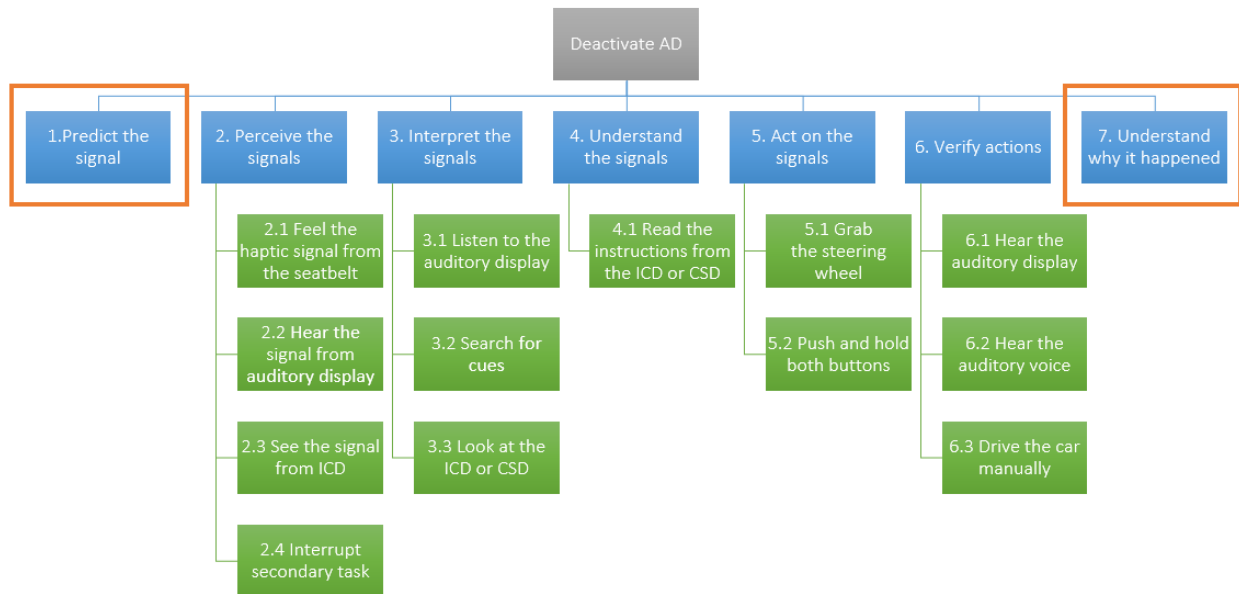 Deactivate AD
1.Predict the
signal
2. Perceive the
signals
3. Interpret the
signals
4. Understand
the signals
5. Act on the
signals
6. Verify actions
7. Understand
why it happened
2.1 Feel the
haptic signal from
the seatbelt
2.2 Hear the
signal from
auditory display
2.3 See the signal
from ICD
2.4 Interrupt
secondary task
3.1 Listen to the
auditory display
3.2 Search for
cues
3.3 Look at the
ICD or CSD
4.1 Read the
instructions from
the ICD or CSD
5.1 Grab
the steering
wheel
5.2 Push and hold
both buttons
6.1 Hear the
auditory display
6.2 Hear the
auditory voice
6.3 Drive the car
manually